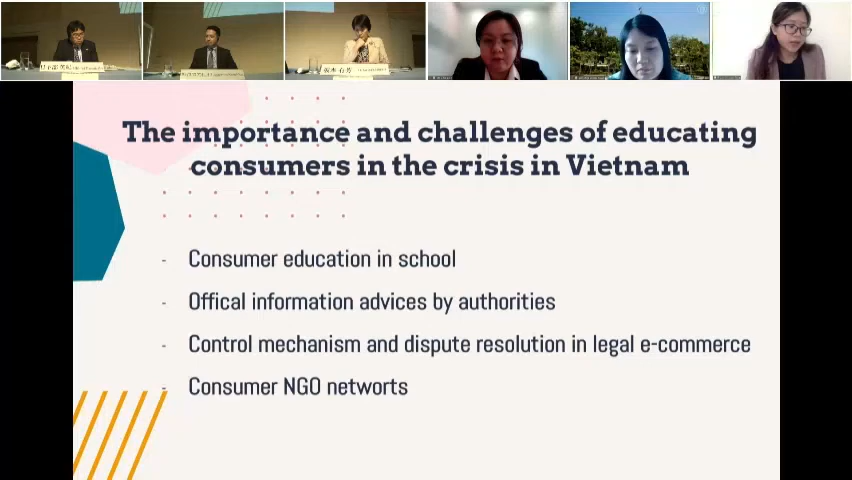 The importance and challenges of educating
consumers in the crisis in Vietnam
- Consumer education in school
- Offical information advices by authorities
- Control mechanism and dispute resolution in legal e-commerce
- Consumer NGO networts